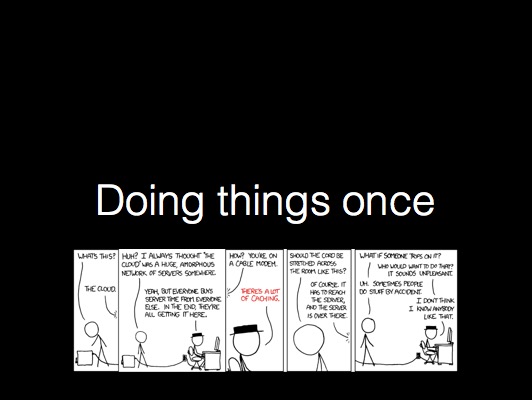 Doing things once
WHAT'S THIS?
THE CLOUD.
HUH? I ALWAYS THOUGHT "THE
CLOUD" WAS A HUGE, AMORPHOUS
NETWORK OF SERVERS SOMEWHERE.
YEAH, BUT EVERYONE BUYS
SERVER TIME FROM EVERYONE
ELSE. IN THE END, THEY'RE
ALL GETTING IT HERE.
HOW? YOU'RE ON
A CABLE MODEM.
THERE'S A LOT
OF CACHING.
SHOULD THE CORD BE
STRETCHED ACROSS
THE ROOM LIKE THIS?
OF COURSE. IT
HAS TO REACH
THE SERVER,
AND THE SERVER
IS OVER THERE.
WHAT IF SOMEONE TRIPS ON IT?
WHO WOULD WANT TO DO THAT?
IT SOUNDS UNPLEASANT.
UH. SOMETIMES PEOPLE
DO STUFF BY ACCIDENT.
I DON'T THINK
I KNOW ANYBODY
LIKE THAT.